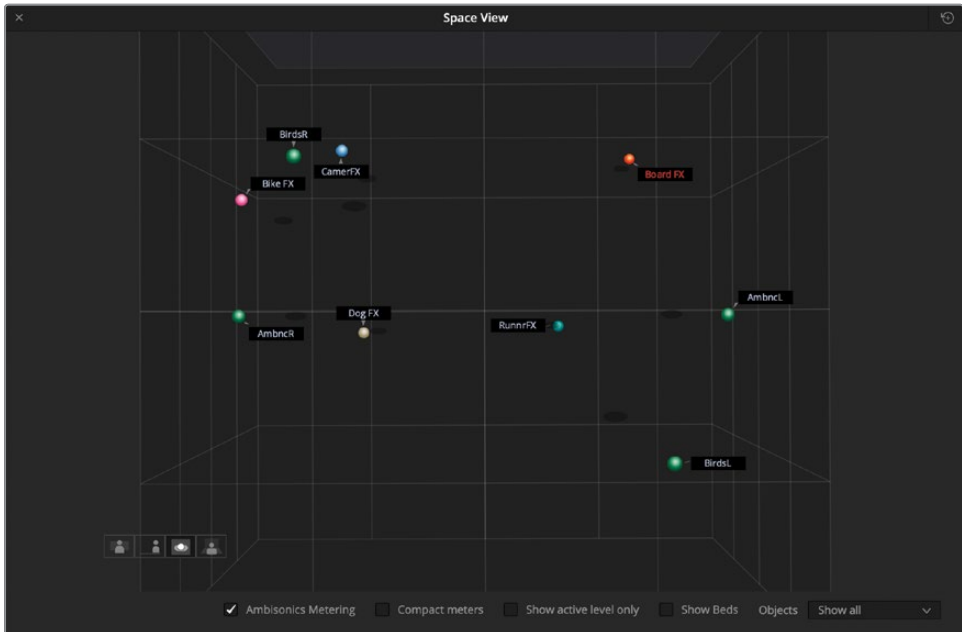 Space View
BirdsR
CamerFX
Board FX
Bike FX
AmbncL
Dog FX
RunnrFX
AmbncR
BirdsL
Ambisonics Metering
Compact meters
Show active level only
Show Beds
Objects
Show all